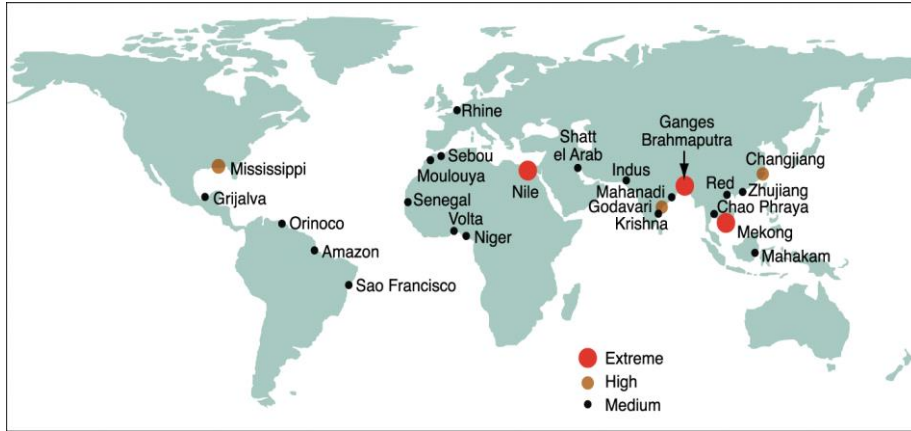 Rhine
Ganges
Brahmaputra
Shatt
el Arab
Changjiang
Mississippi
Sebou
Moulouya
Nile
Indus
Mahanadi
Godavari
Krishna
Red
Zhujiang
Chao Phraya
Mekong
Grijalva
Senegal
Volta
Niger
Orinoco
Amazon
Mahakam
Sao Francisco
Extreme
High
Medium